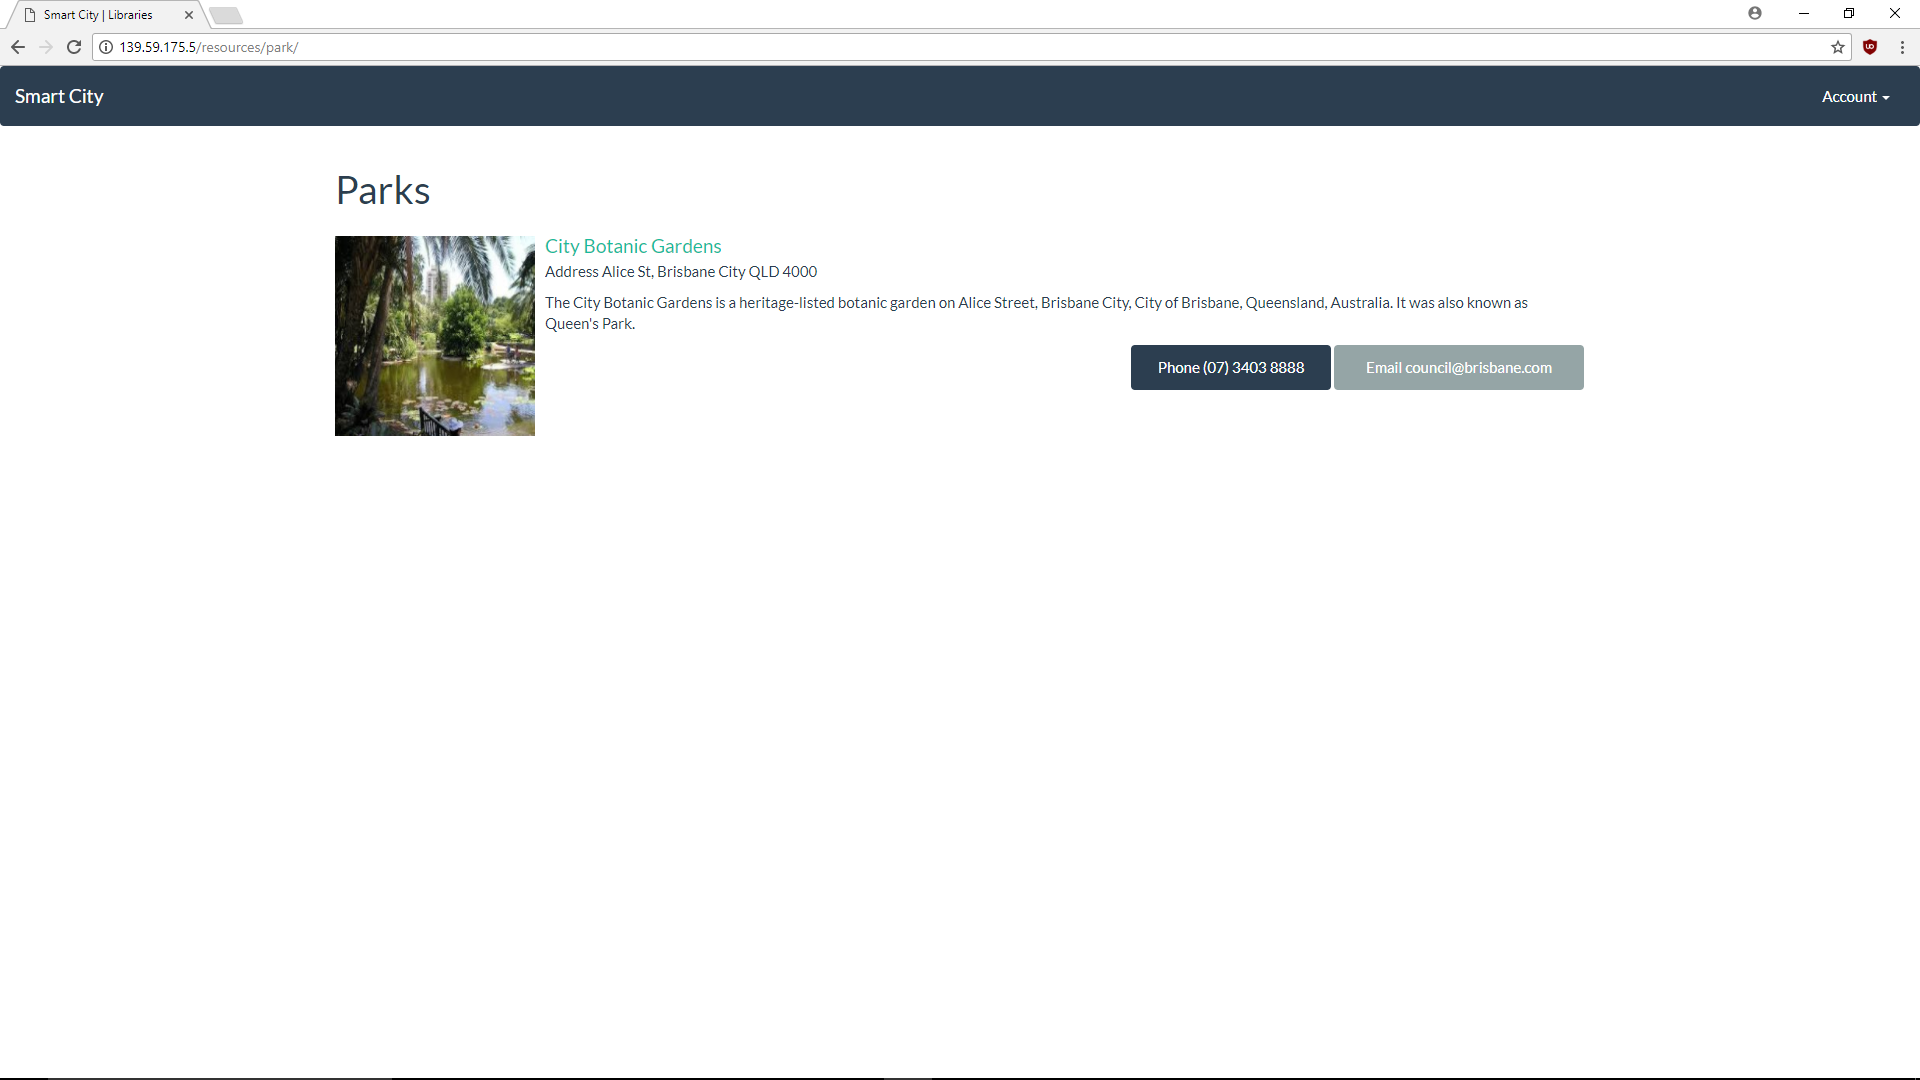 Smart City | Libraries
139.59.175.5/resources/park/
Smart City
Account
Parks
City Botanic Gardens
Address Alice St, Brisbane City QLD 4000
The City Botanic Gardens is a heritage-listed botanic garden on Alice Street, Brisbane City, City of Brisbane, Queensland, Australia. It was also known as
Queen's Park.
Phone (07) 3403 8888
Email council@brisbane.com